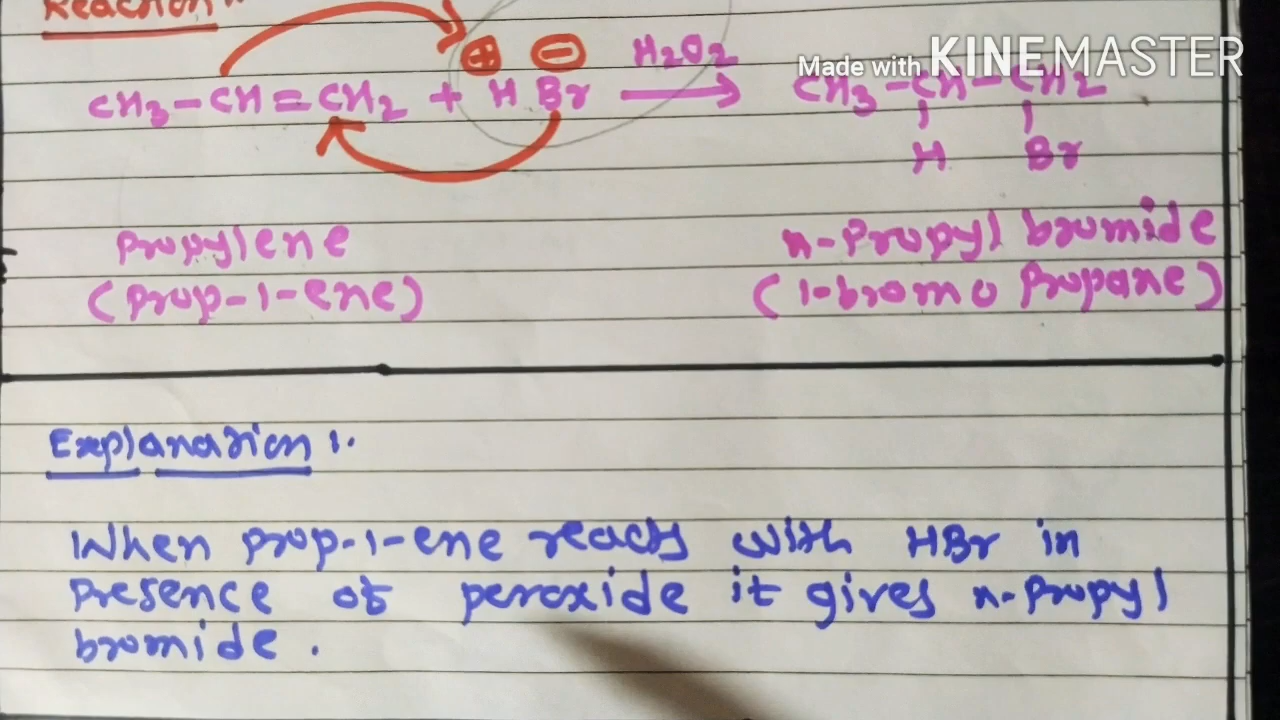 Reaction:-
Made with KINEMASTER
⊕ ⊖
CH3-CH=CH2 + H Br H2O2⟶ CH3-CH-CH2
H Br
Propylene n-Propyl bromide
(Prop-1-ene) (1-bromo Propane)
Explanation:-
When prop-1-ene reacts with HBr in
Presence of peroxide it gives n-Propyl
bromide.